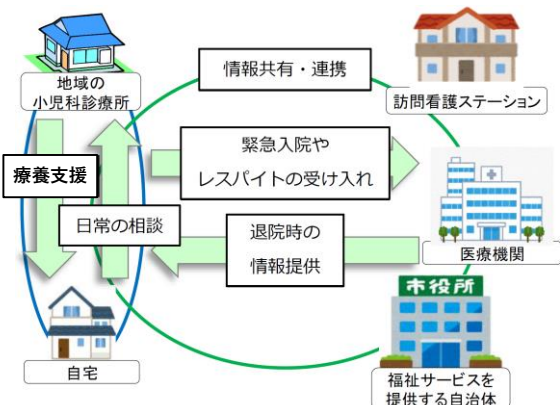 地域の
小児科診療所
情報共有・連携
訪問看護ステーション
療養支援
緊急入院や
レスパイトの受け入れ
日常の相談
退院時の
情報提供
医療機関
市役所
自宅
福祉サービスを
提供する自治体